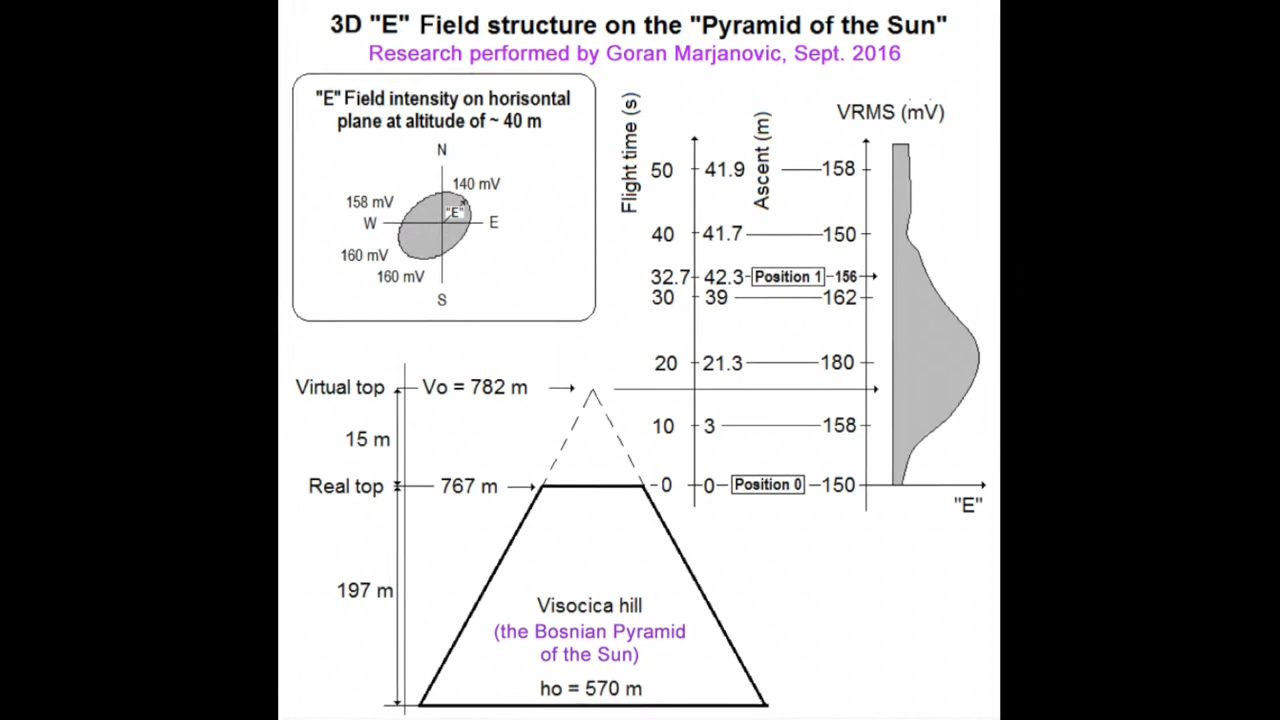 3D "E" Field structure on the "Pyramid of the Sun"
Research performed by Goran Marjanovic, Sept. 2016
"E" Field intensity on horisontal
plane at altitude of ~ 40 m
N
140 mV
158 mV
"E"
W
E
160 mV
160 mV
S
Flight time (s)
Ascent (m)
VRMS (mV)
50 41.9 158
40 41.7 150
32.7 42.3 Position 1 156
30 39 162
20 21.3 180
10 3 158
0 0 Position 0 150
"E"
Virtual top Vo = 782 m
15 m
Real top 767 m
197 m
Visocica hill
(the Bosnian Pyramid
of the Sun)
ho = 570 m